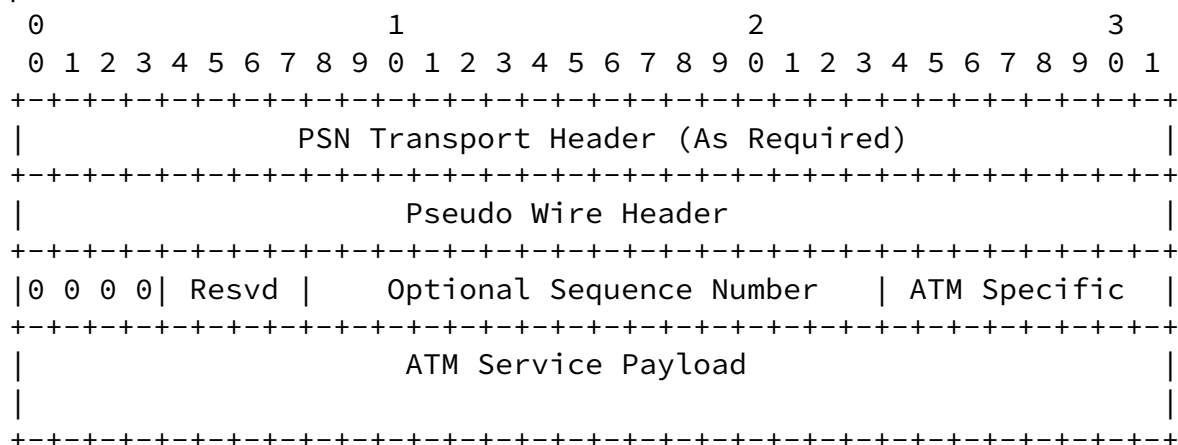 0                   1                   2                   3
 0 1 2 3 4 5 6 7 8 9 0 1 2 3 4 5 6 7 8 9 0 1 2 3 4 5 6 7 8 9 0 1
+-+-+-+-+-+-+-+-+-+-+-+-+-+-+-+-+-+-+-+-+-+-+-+-+-+-+-+-+-+-+-+-+
|               PSN Transport Header (As Required)              |
+-+-+-+-+-+-+-+-+-+-+-+-+-+-+-+-+-+-+-+-+-+-+-+-+-+-+-+-+-+-+-+-+
|                     Pseudo Wire Header                        |
+-+-+-+-+-+-+-+-+-+-+-+-+-+-+-+-+-+-+-+-+-+-+-+-+-+-+-+-+-+-+-+-+
|0 0 0 0| Resvd |    Optional Sequence Number   | ATM Specific  |
+-+-+-+-+-+-+-+-+-+-+-+-+-+-+-+-+-+-+-+-+-+-+-+-+-+-+-+-+-+-+-+-+
|                     ATM Service Payload                       |
|                                                               |
+-+-+-+-+-+-+-+-+-+-+-+-+-+-+-+-+-+-+-+-+-+-+-+-+-+-+-+-+-+-+-+-+